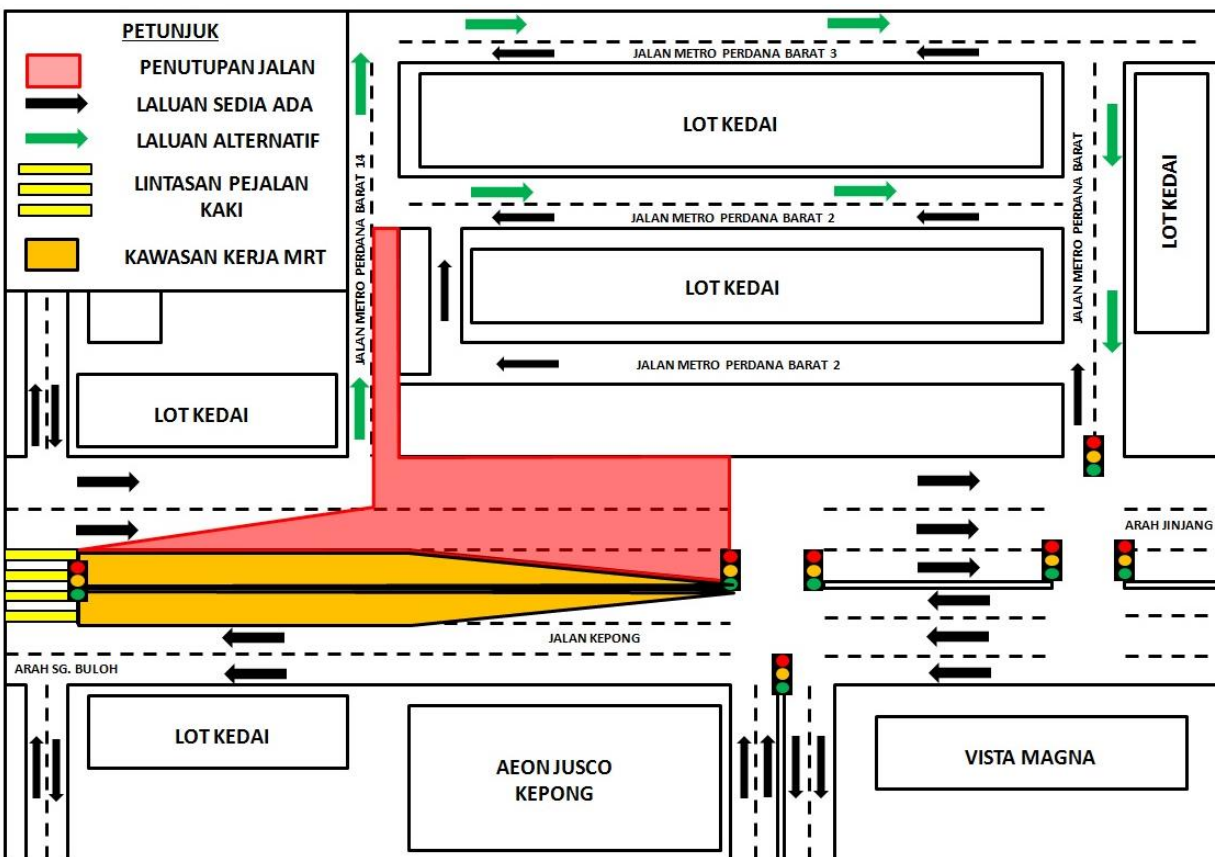 PETUNJUK
PENUTUPAN JALAN
LALUAN SEDIA ADA
LALUAN ALTERNATIF
LINTASAN PEJALAN
KAKI
KAWASAN KERJA MRT
JALAN METRO PERDANA BARAT 3
LOT KEDAI
JALAN METRO PERDANA BARAT 14
JALAN METRO PERDANA BARAT 2
LOT KEDAI
JALAN METRO PERDANA BARAT
LOT KEDAI
JALAN METRO PERDANA BARAT 2
LOT KEDAI
ARAH JINJANG
JALAN KEPONG
ARAH SG. BULOH
LOT KEDAI
AEON JUSCO
KEPONG
VISTA MAGNA